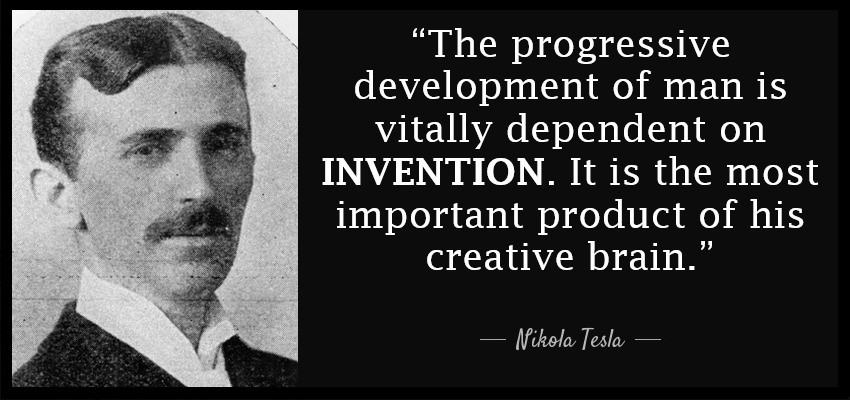 “The progressive
development of man is
vitally dependent on
INVENTION. It is the most
important product of his
creative brain.”
Nikola Tesla